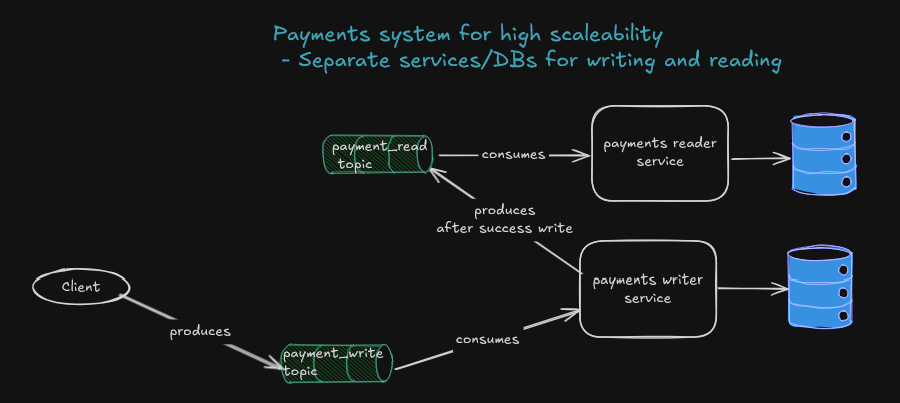 Payments system for high scaleability
- Separate services/DBs for writing and reading
payment_read
topic
consumes
payments reader
service
produces
after success write
payments writer
service
Client
produces
consumes
payment_write
topic